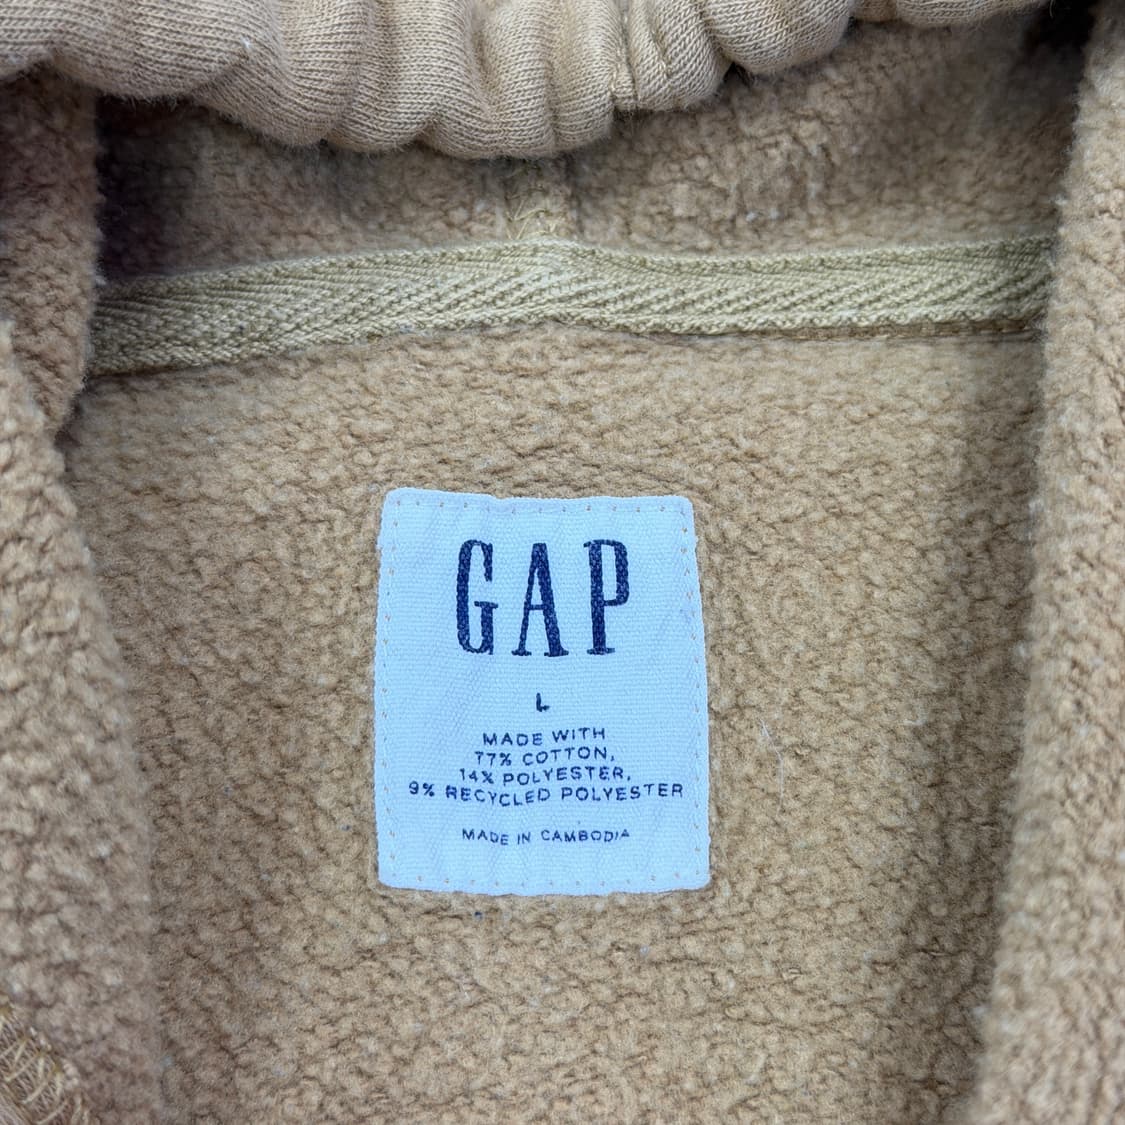 GAP
L
MADE WITH
77% COTTON,
14% POLYESTER,
9% RECYCLED POLYESTER
MADE IN CAMBODIA